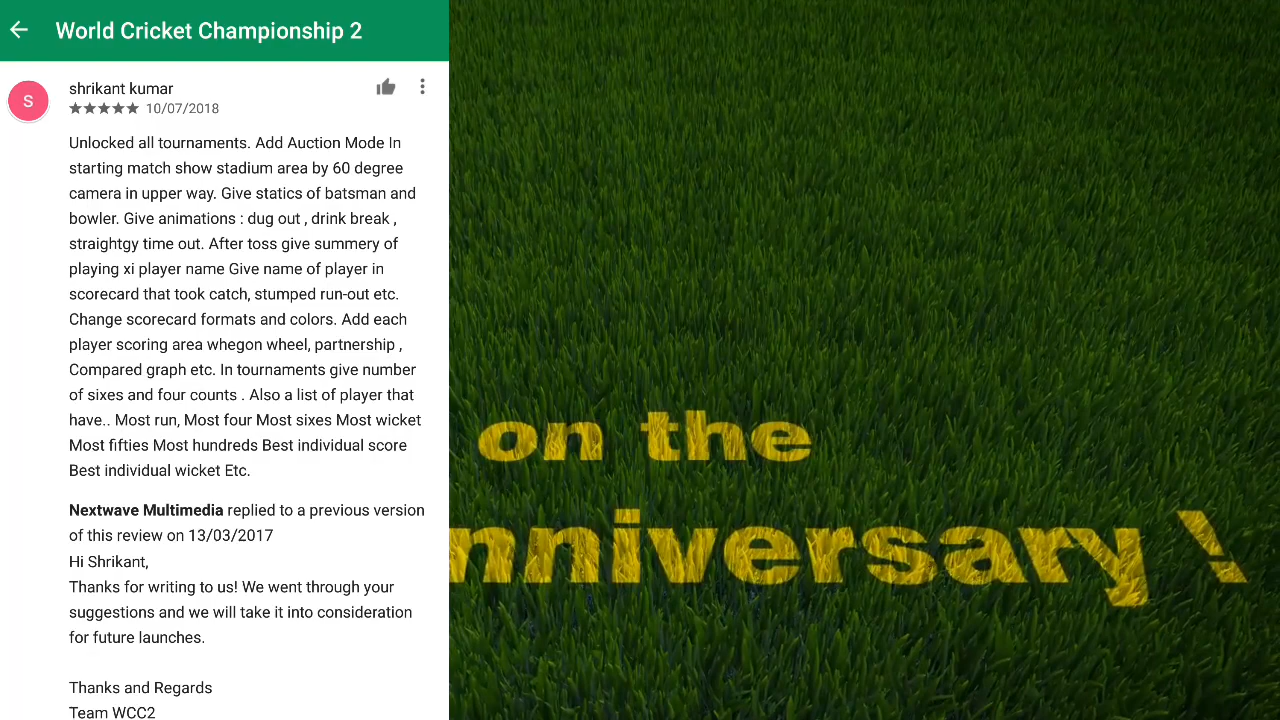 World Cricket Championship 2
S
shrikant kumar
10/07/2018
Unlocked all tournaments. Add Auction Mode In
starting match show stadium area by 60 degree
camera in upper way. Give statics of batsman and
bowler. Give animations : dug out , drink break ,
straightgy time out. After toss give summery of
playing xi player name Give name of player in
scorecard that took catch, stumped run-out etc.
Change scorecard formats and colors. Add each
player scoring area whegon wheel, partnership ,
Compared graph etc. In tournaments give number
of sixes and four counts . Also a list of player that
have.. Most run, Most four Most sixes Most wicket
Most fifties Most hundreds Best individual score
Best individual wicket Etc.
Nextwave Multimedia replied to a previous version
of this review on 13/03/2017
Hi Shrikant,
Thanks for writing to us! We went through your
suggestions and we will take it into consideration
for future launches.
Thanks and Regards
Team WCC2
on the
nniversary !